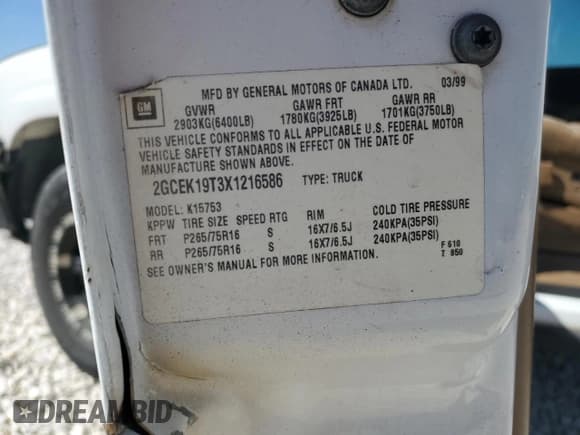 MFD BY GENERAL MOTORS OF CANADA LTD. 03/99
GM
GVWR GAWR FRT GAWR RR
2903KG(6400LB) 1780KG(3925LB) 1701KG(3750LB)
THIS VEHICLE CONFORMS TO ALL APPLICABLE U.S. FEDERAL MOTOR
VEHICLE SAFETY STANDARDS IN EFFECT ON THE DATE OF
MANUFACTURE SHOWN ABOVE.
2GCEK19T3X1216586 TYPE: TRUCK
MODEL: K15753
KPPW TIRE SIZE SPEED RTG RIM COLD TIRE PRESSURE
FRT P265/75R16 S 16X7/6.5J 240KPA(35PSI)
RR P265/75R16 S 16X7/6.5J 240KPA(35PSI)
SEE OWNER'S MANUAL FOR MORE INFORMATION.
F 610
T 850
DREAMBID